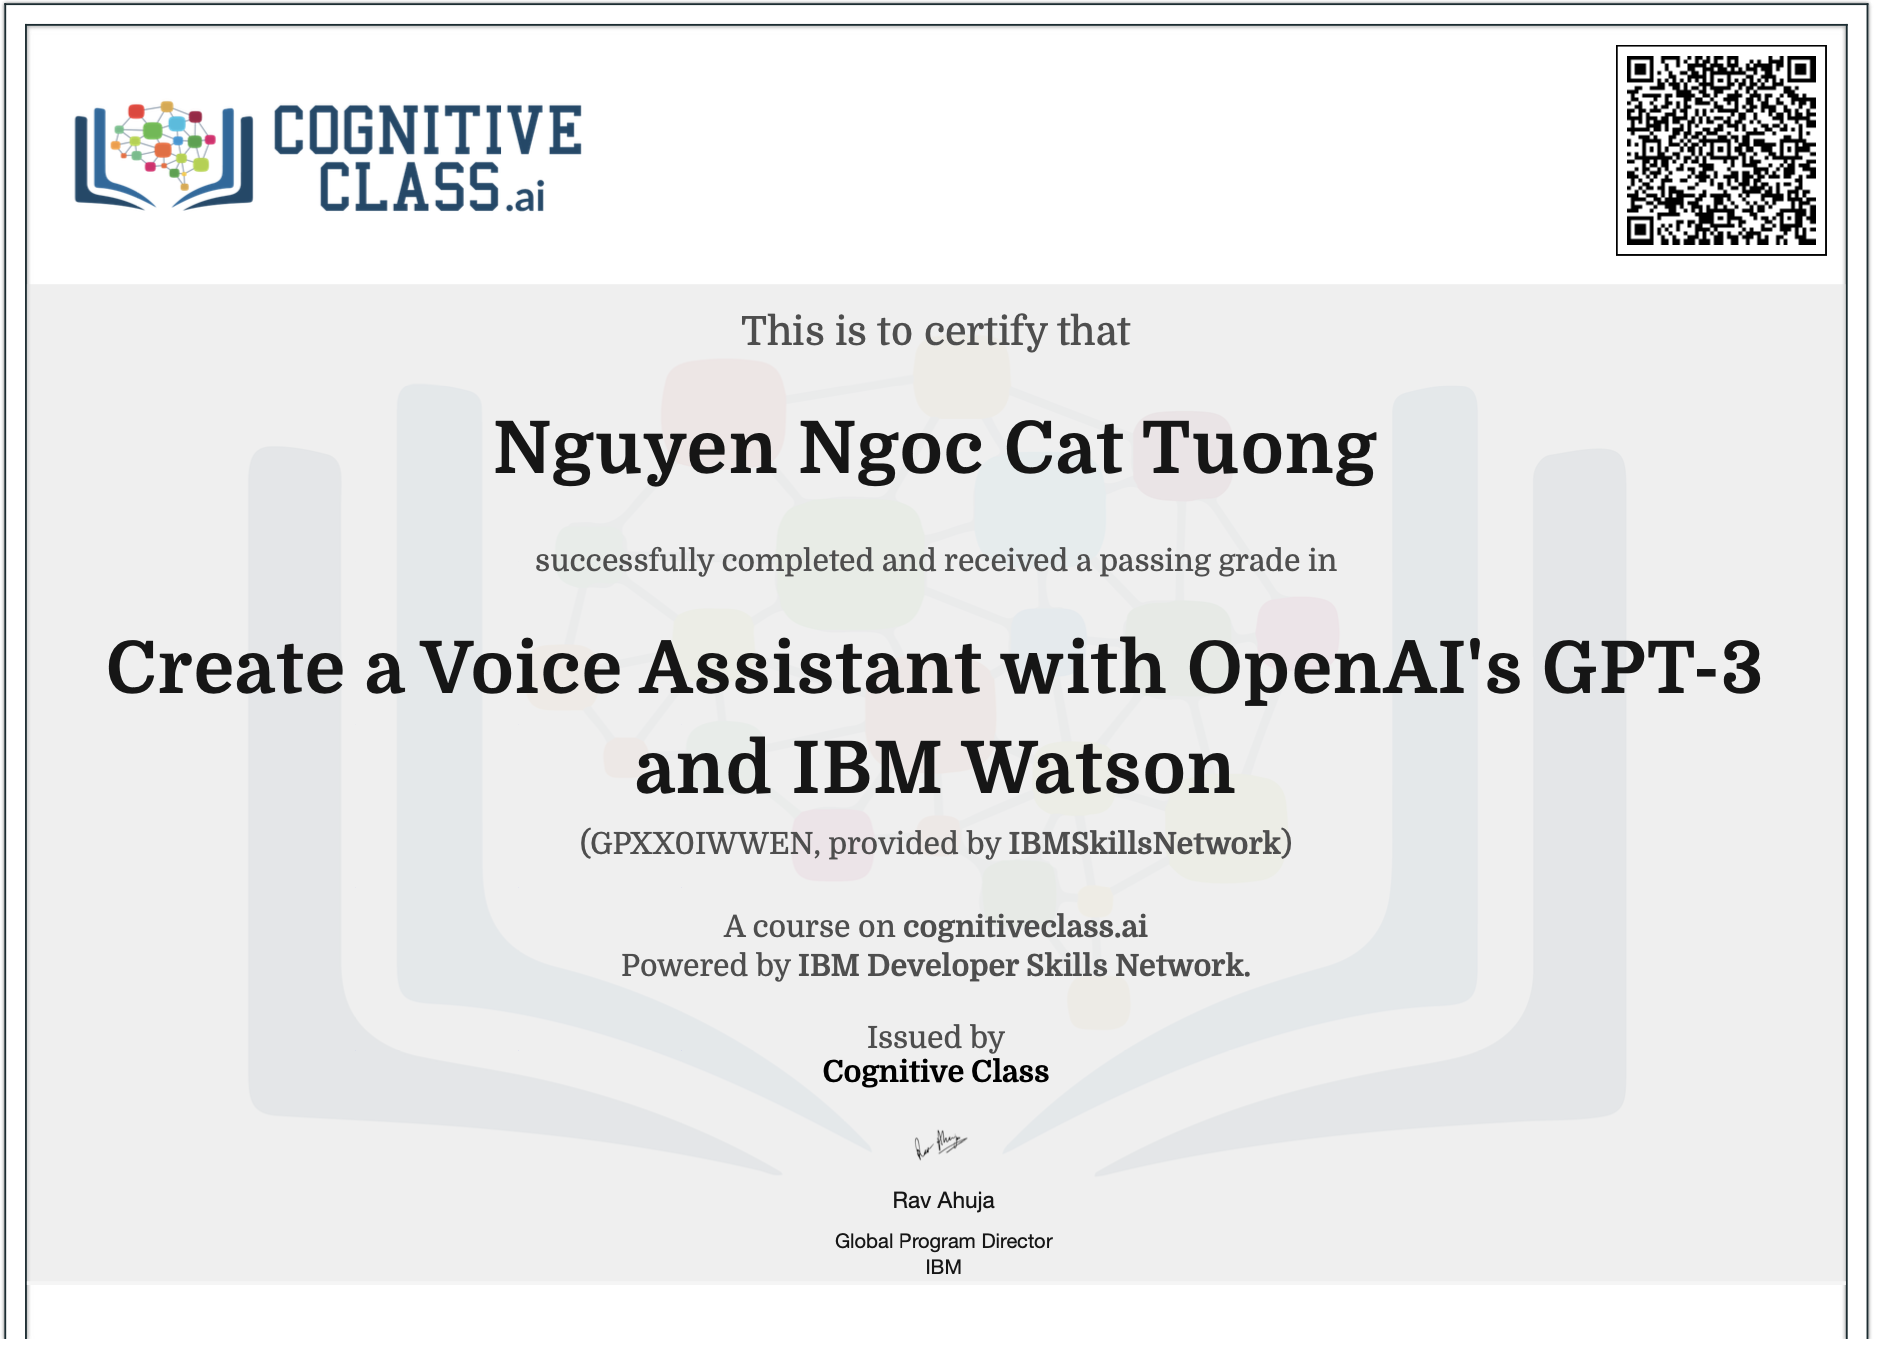 COGNITIVE
CLASS.ai
This is to certify that
Nguyen Ngoc Cat Tuong
successfully completed and received a passing grade in
Create a Voice Assistant with OpenAI's GPT-3
and IBM Watson
(GPXX0IWWEN, provided by IBMSkillsNetwork)
A course on cognitiveclass.ai
Powered by IBM Developer Skills Network.
Issued by
Cognitive Class
Rav Ahuja
Rav Ahuja
Global Program Director
IBM